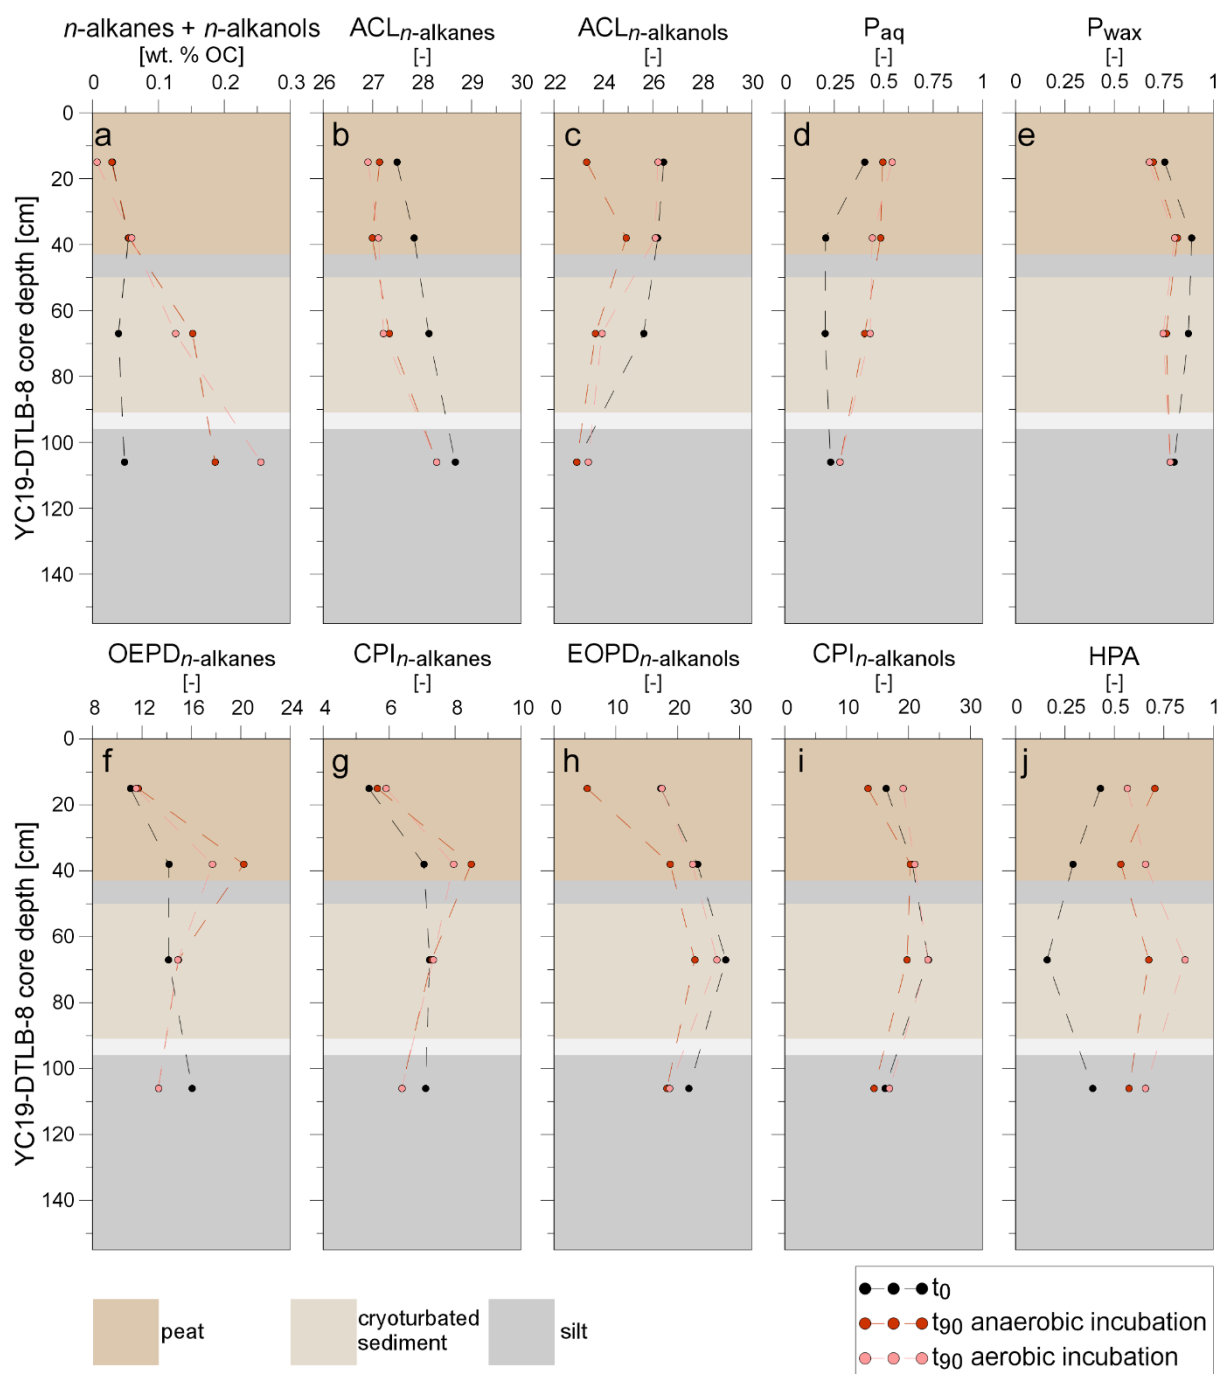 n-alkanes + n-alkanols
[wt. % OC]
0 0.1 0.2 0.3
ACLn-alkanes
[-]
26 27 28 29 30
ACLn-alkanols
[-]
22 24 26 28 30
Paq
[-]
0 0.25 0.5 0.75 1
Pwax
[-]
0 0.25 0.5 0.75 1
YC19-DTLB-8 core depth [cm]
0
20
40
60
80
100
120
140
a
b
c
d
e
OEPDn-alkanes
[-]
8 12 16 20 24
CPIn-alkanes
[-]
4 6 8 10
EOPDn-alkanols
[-]
0 10 20 30
CPIn-alkanols
[-]
0 10 20 30
HPA
[-]
0 0.25 0.5 0.75 1
YC19-DTLB-8 core depth [cm]
0
20
40
60
80
100
120
140
f
g
h
i
j
peat
cryoturbated
sediment
silt
t0
t90 anaerobic incubation
t90 aerobic incubation